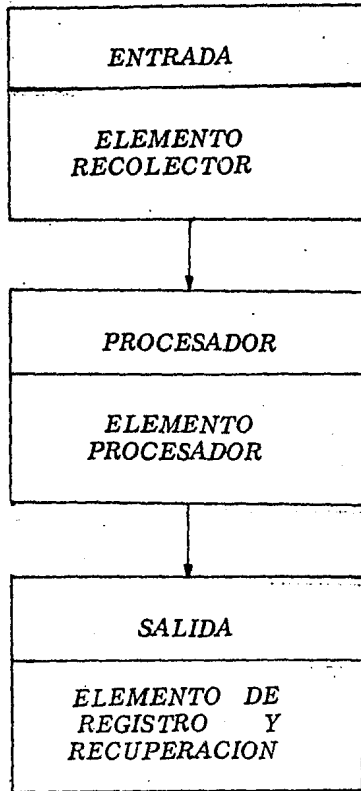 ENTRADA
ELEMENTO
RECOLECTOR
PROCESADOR
ELEMENTO
PROCESADOR
SALIDA
ELEMENTO DE
REGISTRO Y
RECUPERACION